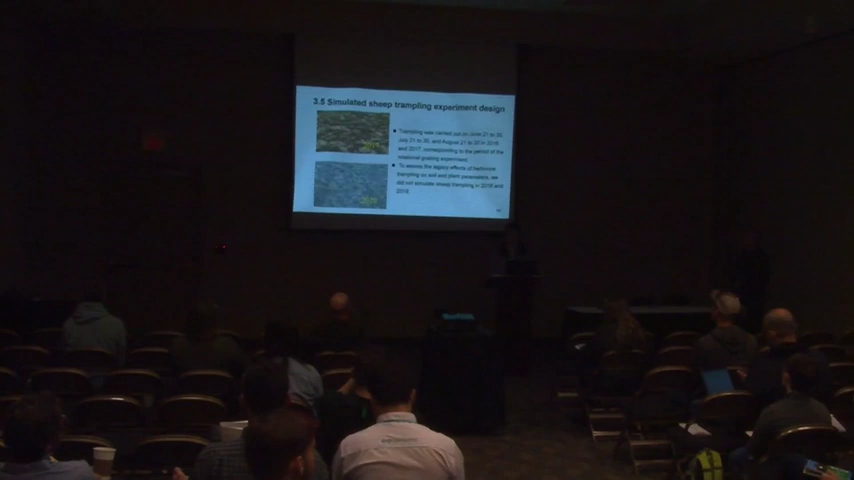 3.5 Simulated sheep trampling experiment design
Trampling was carried out on June 21 to 30,
July 21 to 30, and August 21 to 30 in 2016
and 2017, corresponding to the period of the
rotational grazing experiment.
To assess the legacy effects of
trampling on soil and plant parameters, we
did not simulate sheep trampling in 2018 and
2019.